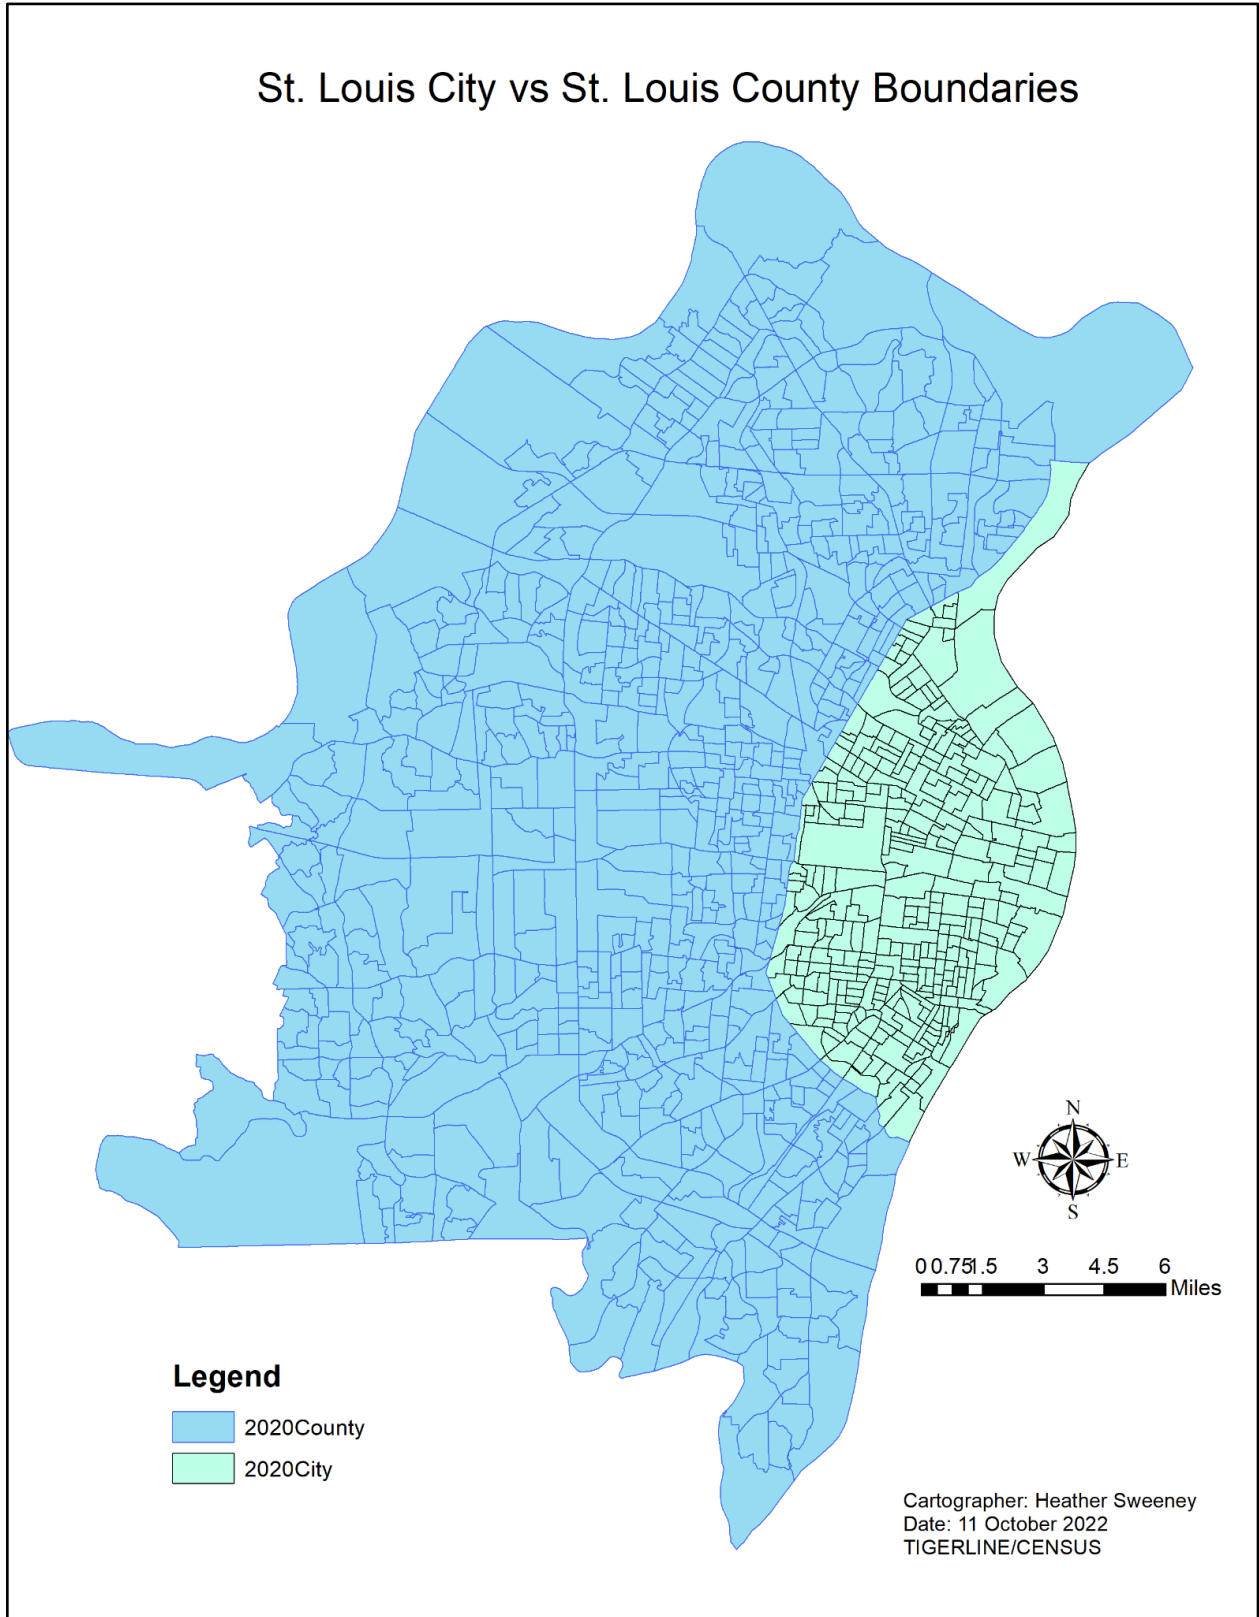 St. Louis City vs St. Louis County Boundaries
N
W E
S
0 0.75 1.5 3 4.5 6
Miles
Legend
2020County
2020City
Cartographer: Heather Sweeney
Date: 11 October 2022
TIGERLINE/CENSUS